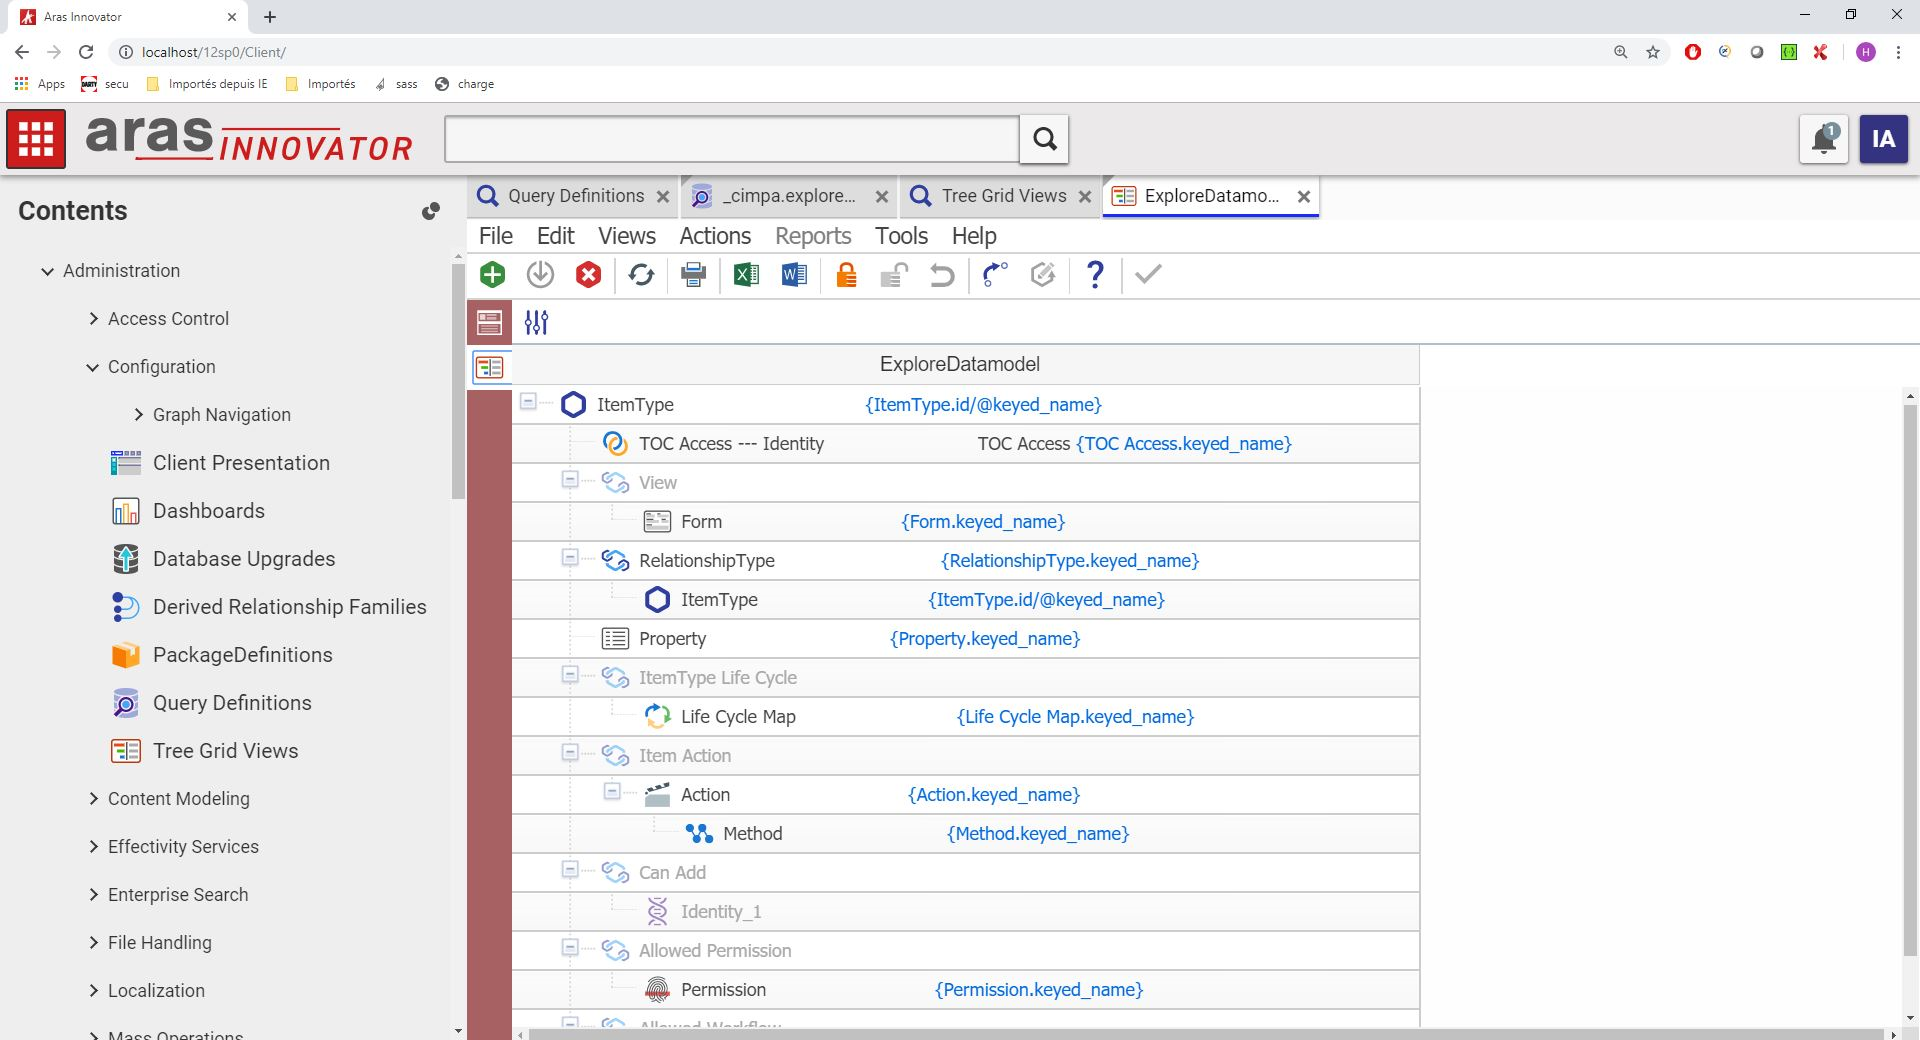 Aras Innovator
localhost/12sp0/Client/
H
Apps DARTY secu Importés depuis IE Importés sass charge
aras INNOVATOR
1
IA
Contents
Administration
Access Control
Configuration
Graph Navigation
Client Presentation
Dashboards
Database Upgrades
Derived Relationship Families
PackageDefinitions
Query Definitions
Tree Grid Views
Content Modeling
Effectivity Services
Enterprise Search
File Handling
Localization
Mass Operations
Query Definitions _cimpa.explore... Tree Grid Views ExploreDatamo...
File Edit Views Actions Reports Tools Help
ExploreDatamodel
ItemType {ItemType.id/@keyed_name}
TOC Access --- Identity TOC Access {TOC Access.keyed_name}
View
Form {Form.keyed_name}
RelationshipType {RelationshipType.keyed_name}
ItemType {ItemType.id/@keyed_name}
Property {Property.keyed_name}
ItemType Life Cycle
Life Cycle Map {Life Cycle Map.keyed_name}
Item Action
Action {Action.keyed_name}
Method {Method.keyed_name}
Can Add
Identity_1
Allowed Permission
Permission {Permission.keyed_name}
Allowed Workflow